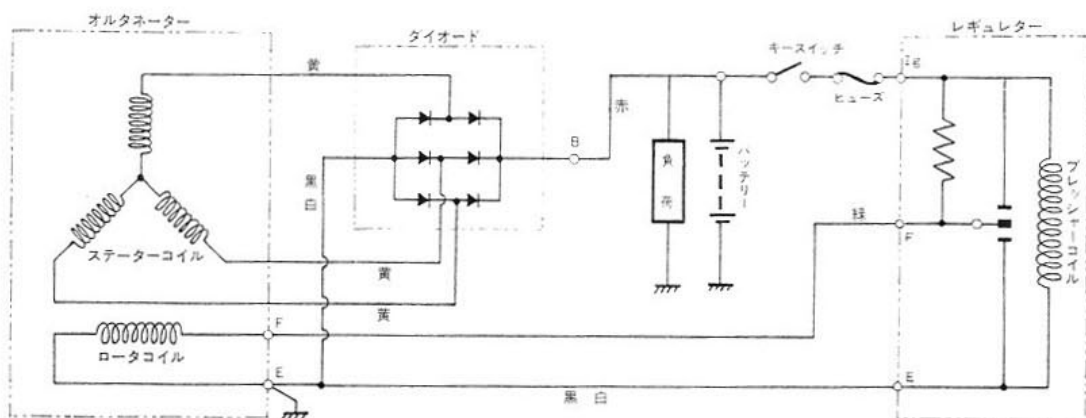 オルタネーター
ダイオード
レギュレター
キースイッチ
ヒューズ
Ig
黄
赤
B
負荷
バッテリー
黒白
緑
F
プレッシャーコイル
ステーターコイル
黄
黄
F
ロータコイル
E
黒白
E